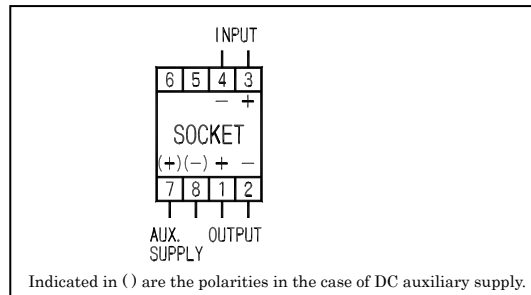 INPUT
6 5 4 3
− +
SOCKET
(+)(−) + −
7 8 1 2
AUX. OUTPUT
SUPPLY
Indicated in () are the polarities in the case of DC auxiliary supply.